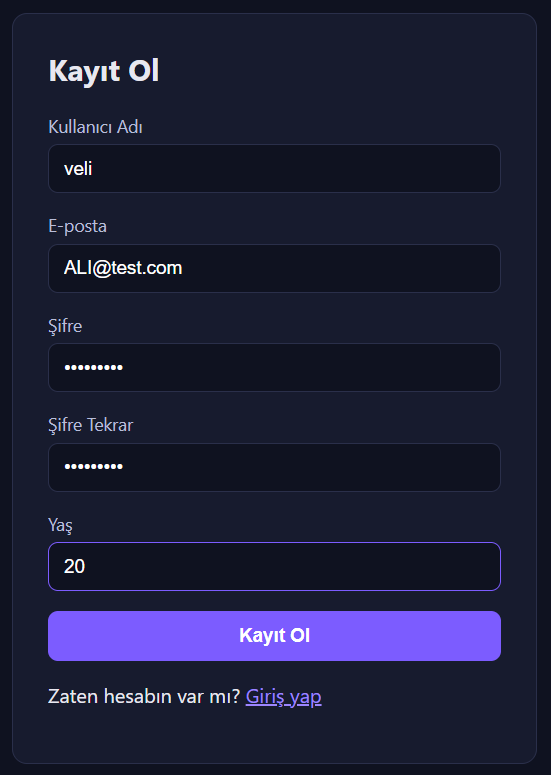 Kayıt Ol
Kullanıcı Adı
veli
E-posta
ALI@test.com
Şifre
•••••••••
Şifre Tekrar
•••••••••
Yaş
20
Kayıt Ol
Zaten hesabın var mı? Giriş yap